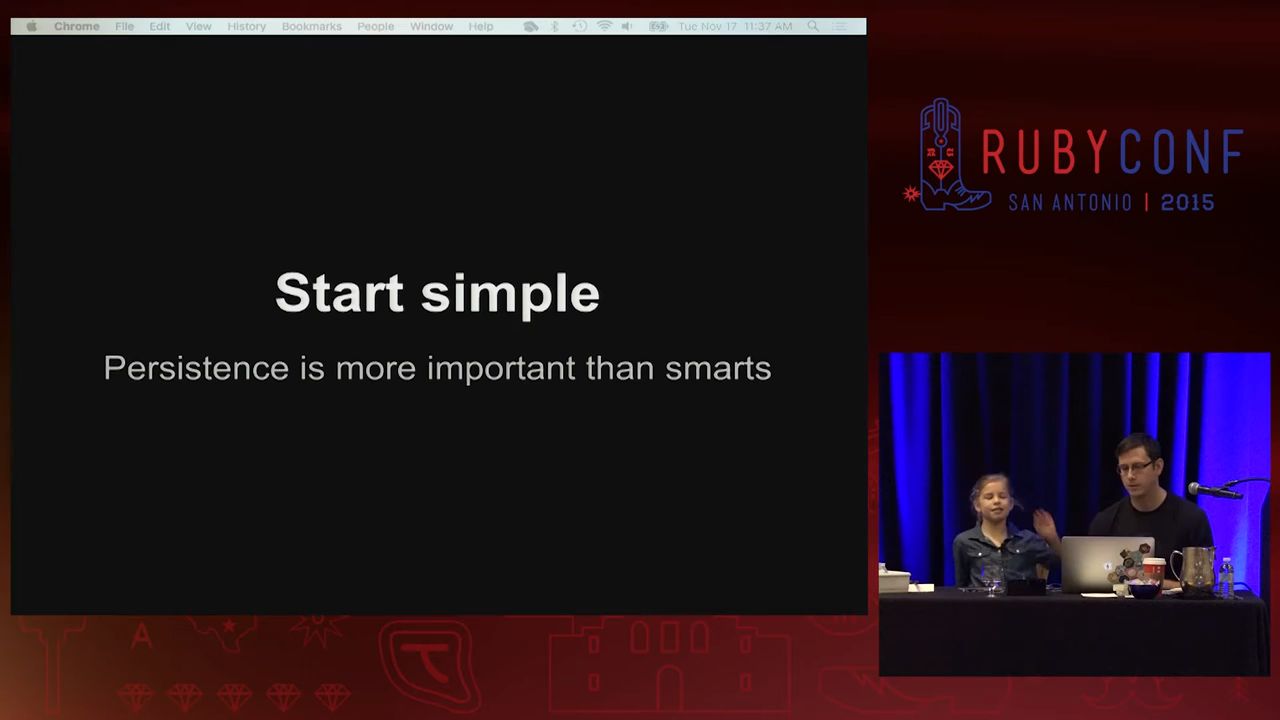 Chrome File Edit View History Bookmarks People Window Help Tue Nov 17 11:37 AM
RUBYCONF
SAN ANTONIO | 2015
Start simple
Persistence is more important than smarts
A